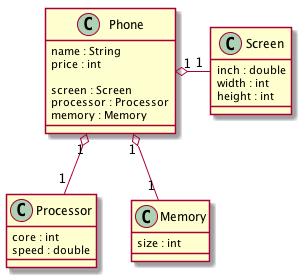 C Phone
name : String
price : int
screen : Screen
processor : Processor
memory : Memory
1 1
C Screen
inch : double
width : int
height : int
1 1
1 1
C Processor
core : int
speed : double
C Memory
size : int